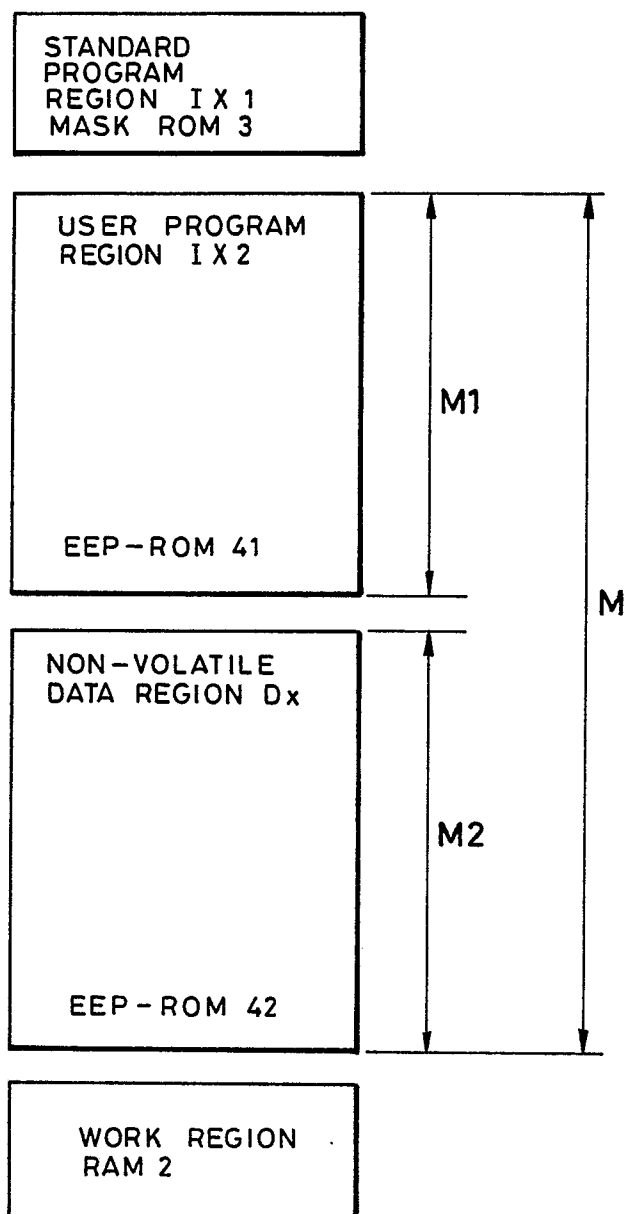 STANDARD
PROGRAM
REGION IX1
MASK ROM 3
USER PROGRAM
REGION IX2
EEP-ROM 41
M1
M
NON-VOLATILE
DATA REGION Dx
EEP-ROM 42
M2
WORK REGION
RAM 2